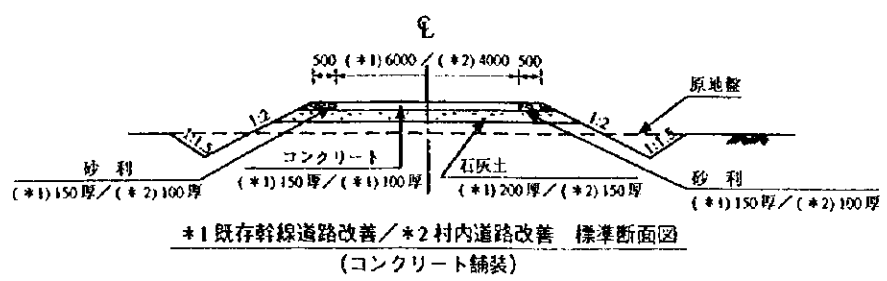 ℄
500 (*1)6000／(*2)4000 500
原地盤
1:1.5 1:2 1:2 1:1.5
砂利 コンクリート 石灰土 砂利
(*1)150厚／(*2)100厚 (*1)150厚／(*1)100厚 (*1)200厚／(*2)150厚 (*1)150厚／(*2)100厚
*1既存幹線道路改善／*2村内道路改善 標準断面図
(コンクリート舗装)